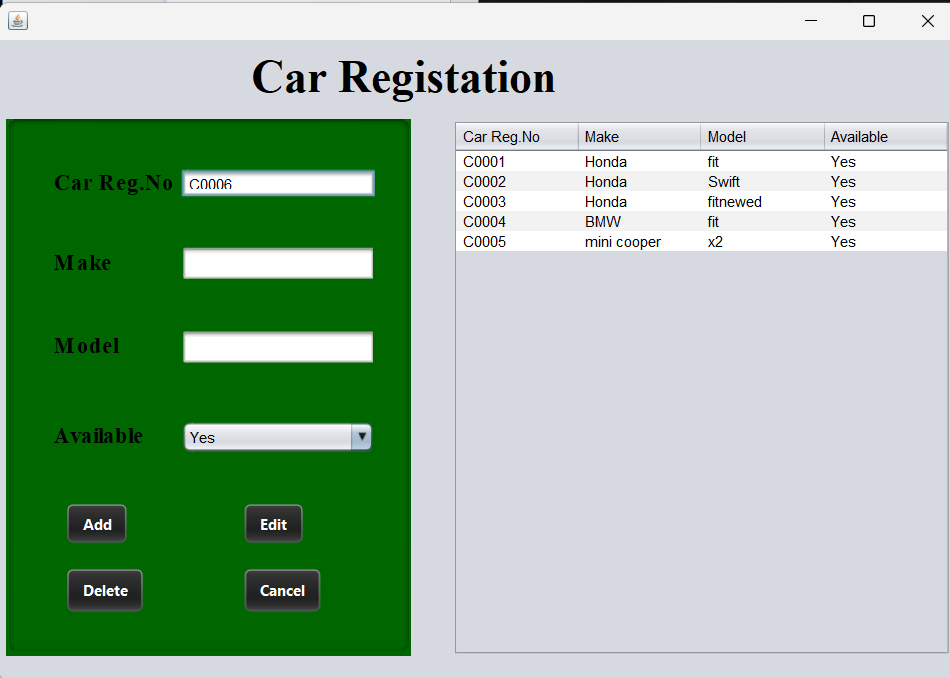 Car Registation
Car Reg.No C0006
Make
Model
Available Yes
Add Edit
Delete Cancel
Car Reg.No Make Model Available
C0001 Honda fit Yes
C0002 Honda Swift Yes
C0003 Honda fitnewed Yes
C0004 BMW fit Yes
C0005 mini cooper x2 Yes